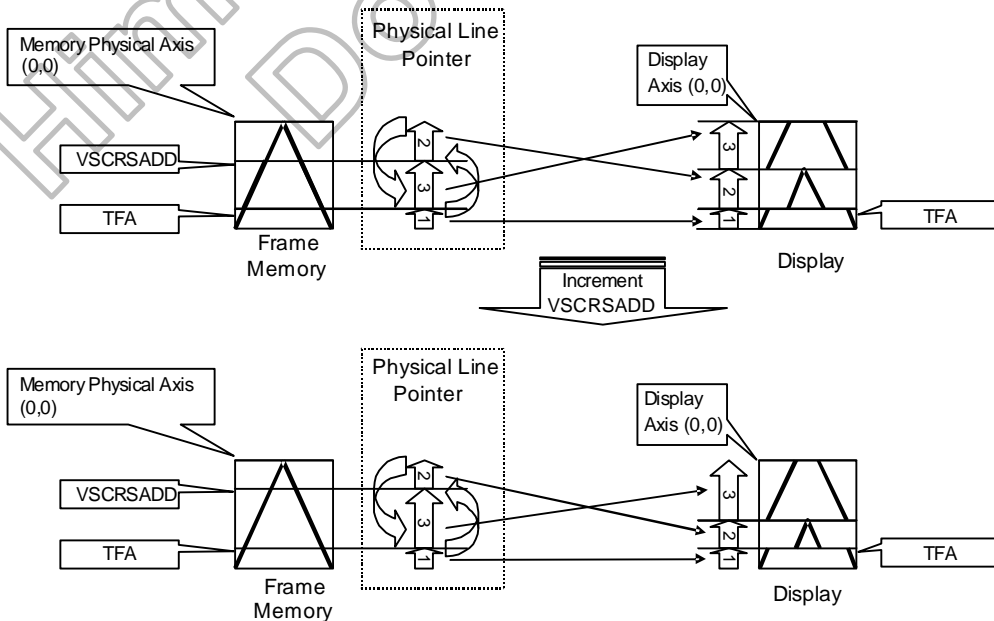 Him
Do
Physical Line
Pointer
Memory Physical Axis
(0,0)
Display
Axis (0,0)
VSCRSADD
TFA
2
3
1
3
2
1
TFA
Frame
Memory
Display
Increment
VSCRSADD
Physical Line
Pointer
Memory Physical Axis
(0,0)
Display
Axis (0,0)
VSCRSADD
TFA
2
3
1
3
2
1
TFA
Frame
Memory
Display